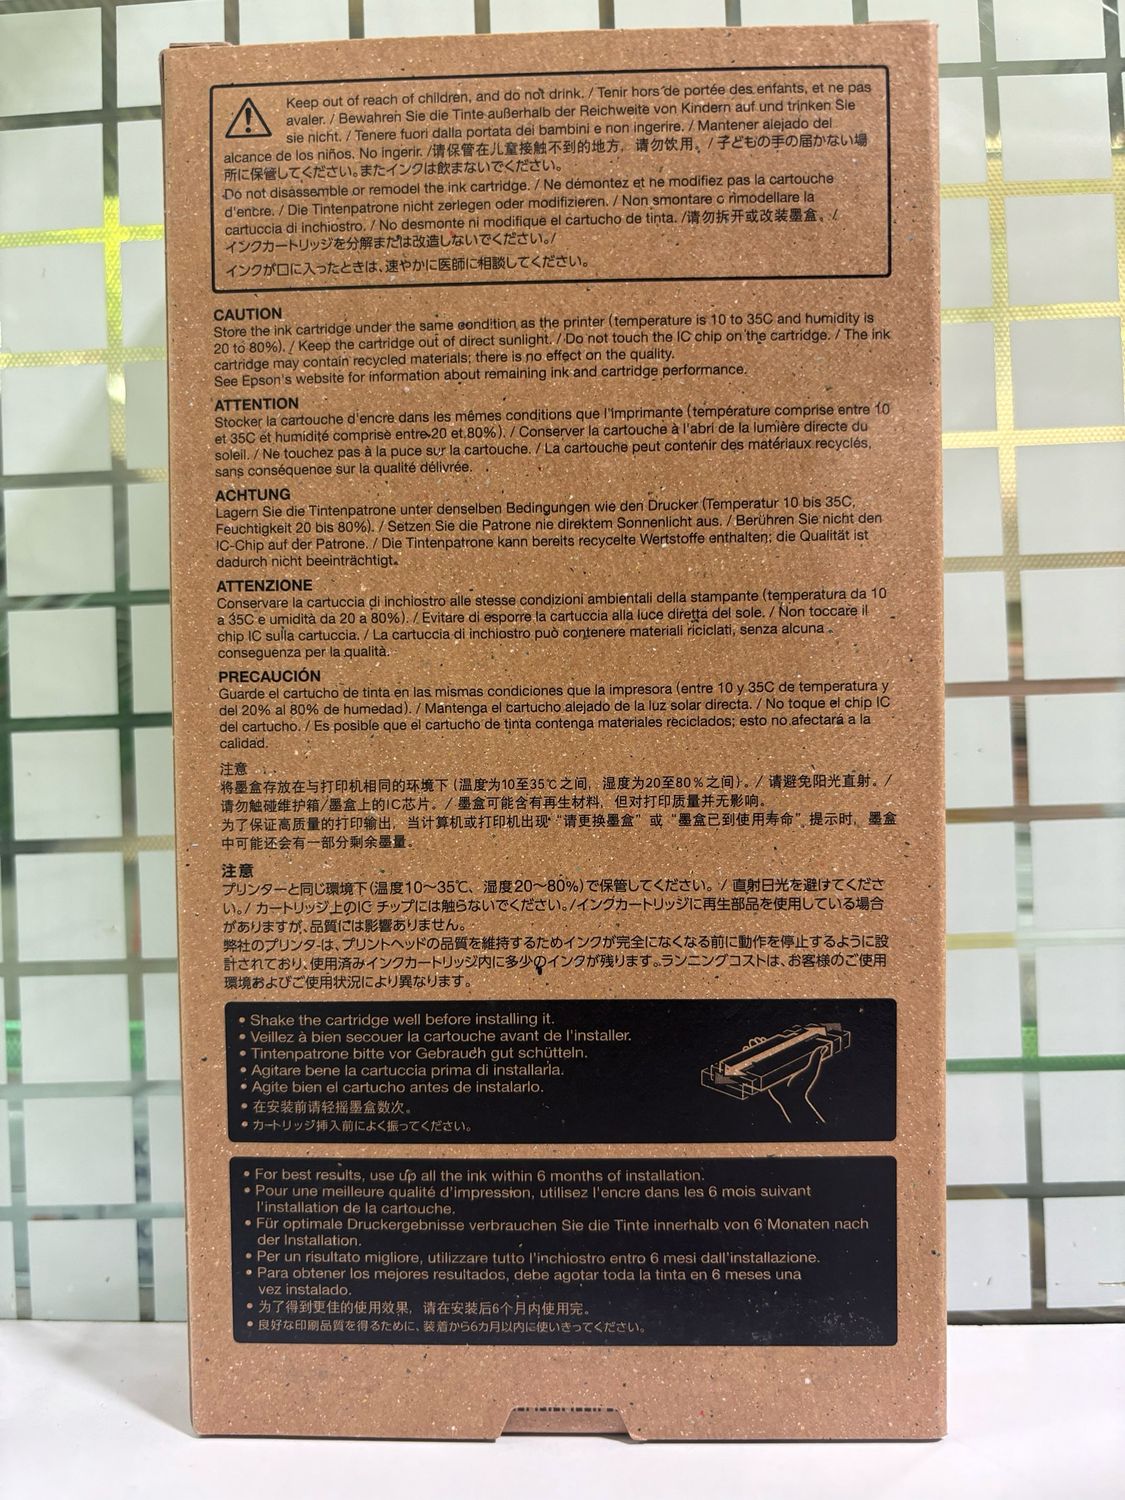 Keep out of reach of children, and do not drink. / Tenir hors de portée des enfants, et ne pas
avaler. / Bewahren Sie die Tinte außerhalb der Reichweite von Kindern auf und trinken Sie
sie nicht. / Tenere fuori dalla portata dei bambini e non ingerire. / Mantener alejado del
alcance de los niños. No ingerir. /请保管在儿童接触不到的地方，请勿饮用。/ 子どもの手の届かない場
所に保管してください。またインクは飲まないでください。
Do not disassemble or remodel the ink cartridge. / Ne démontez et ne modifiez pas la cartouche
d'encre. / Die Tintenpatrone nicht zerlegen oder modifizieren. / Non smontare o rimodellare la
cartuccia di inchiostro. / No desmonte ni modifique el cartucho de tinta. /请勿拆开或改装墨盒。/
インクカートリッジを分解または改造しないでください。/
インクが口に入ったときは、速やかに医師に相談してください。
CAUTION
Store the ink cartridge under the same condition as the printer (temperature is 10 to 35C and humidity is
20 to 80%). / Keep the cartridge out of direct sunlight. / Do not touch the IC chip on the cartridge. / The ink
cartridge may contain recycled materials; there is no effect on the quality.
See Epson's website for information about remaining ink and cartridge performance.
ATTENTION
Stocker la cartouche d'encre dans les mêmes conditions que l'imprimante (température comprise entre 10
et 35C et humidité comprise entre 20 et 80%). / Conserver la cartouche à l'abri de la lumière directe du
soleil. / Ne touchez pas à la puce sur la cartouche. / La cartouche peut contenir des matériaux recyclés,
sans conséquence sur la qualité délivrée.
ACHTUNG
Lagern Sie die Tintenpatrone unter denselben Bedingungen wie den Drucker (Temperatur 10 bis 35C,
Feuchtigkeit 20 bis 80%). / Setzen Sie die Patrone nie direktem Sonnenlicht aus. / Berühren Sie nicht den
IC-Chip auf der Patrone. / Die Tintenpatrone kann bereits recycelte Wertstoffe enthalten; die Qualität ist
dadurch nicht beeinträchtigt.
ATTENZIONE
Conservare la cartuccia di inchiostro alle stesse condizioni ambientali della stampante (temperatura da 10
a 35C e umidità da 20 a 80%). / Evitare di esporre la cartuccia alla luce diretta del sole. / Non toccare il
chip IC sulla cartuccia. / La cartuccia di inchiostro può contenere materiali riciclati, senza alcuna
conseguenza per la qualità.
PRECAUCIÓN
Guarde el cartucho de tinta en las mismas condiciones que la impresora (entre 10 y 35C de temperatura y
del 20% al 80% de humedad). / Mantenga el cartucho alejado de la luz solar directa. / No toque el chip IC
del cartucho. / Es posible que el cartucho de tinta contenga materiales reciclados; esto no afectará a la
calidad.
注意
将墨盒存放在与打印机相同的环境下 (温度为10至35℃之间，湿度为20至80％之间)。/ 请避免阳光直射。/
请勿触碰维护箱/墨盒上的IC芯片。/ 墨盒可能含有再生材料，但对打印质量并无影响。
为了保证高质量的打印输出，当计算机或打印机出现“请更换墨盒”或“墨盒已到使用寿命”提示时，墨盒
中可能还会有一部分剩余墨量。
注意
プリンターと同じ環境下(温度10～35℃、湿度20～80%)で保管してください。/ 直射日光を避けてくださ
い。/ カートリッジ上のIC チップには触らないでください。/インクカートリッジに再生部品を使用している場合
がありますが、品質には影響ありません。
弊社のプリンターは、プリントヘッドの品質を維持するためインクが完全になくなる前に動作を停止するように設
計されており、使用済みインクカートリッジ内に多少のインクが残ります。ランニングコストは、お客様のご使用
環境およびご使用状況により異なります。
• Shake the cartridge well before installing it.
• Veillez à bien secouer la cartouche avant de l'installer.
• Tintenpatrone bitte vor Gebrauch gut schütteln.
• Agitare bene la cartuccia prima di installarla.
• Agite bien el cartucho antes de instalarlo.
• 在安装前请轻摇墨盒数次。
• カートリッジ挿入前によく振ってください。
• For best results, use up all the ink within 6 months of installation.
• Pour une meilleure qualité d'impression, utilisez l'encre dans les 6 mois suivant
l'installation de la cartouche.
• Für optimale Druckergebnisse verbrauchen Sie die Tinte innerhalb von 6 Monaten nach
der Installation.
• Per un risultato migliore, utilizzare tutto l'inchiostro entro 6 mesi dall'installazione.
• Para obtener los mejores resultados, debe agotar toda la tinta en 6 meses una
vez instalado.
• 为了得到更佳的使用效果，请在安装后6个月内使用完。
• 良好な印刷品質を得るために、装着から6カ月以内に使いきってください。